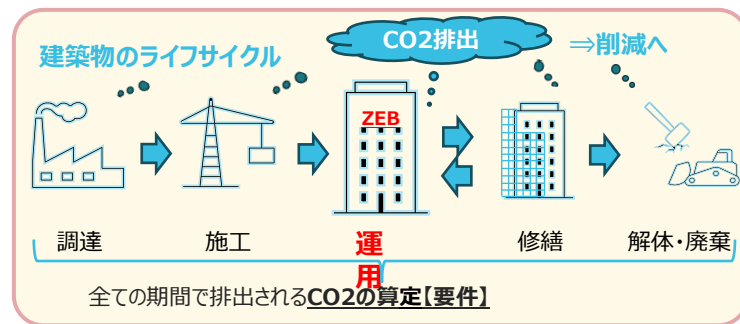 建築物のライフサイクル
CO2排出
⇒削減へ
ZEB
調達
施工
運用
修繕
解体・廃棄
全ての期間で排出されるCO2の算定【要件】